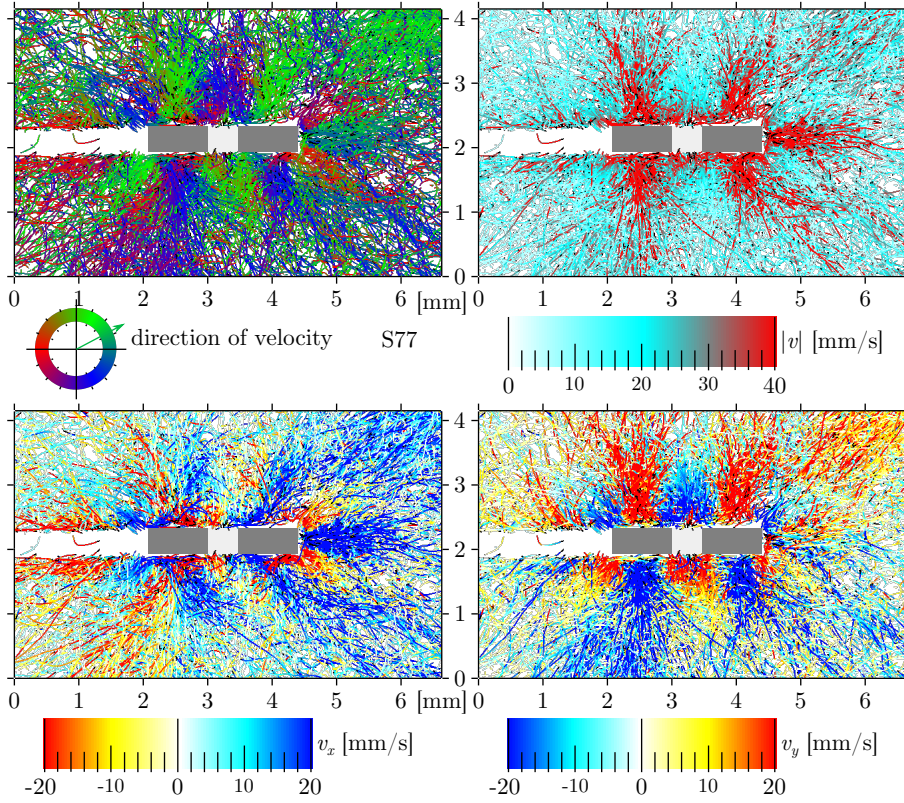 4
3
2
1
0
0 1 2 3 4 5 6 [mm]
0 1 2 3 4 5 6
direction of velocity S77
|v| [mm/s]
0 10 20 30 40
4
3
2
1
0
0 1 2 3 4 5 6 [mm]
0 1 2 3 4 5 6
v_x [mm/s]
-20 -10 0 10 20
v_y [mm/s]
-20 -10 0 10 20